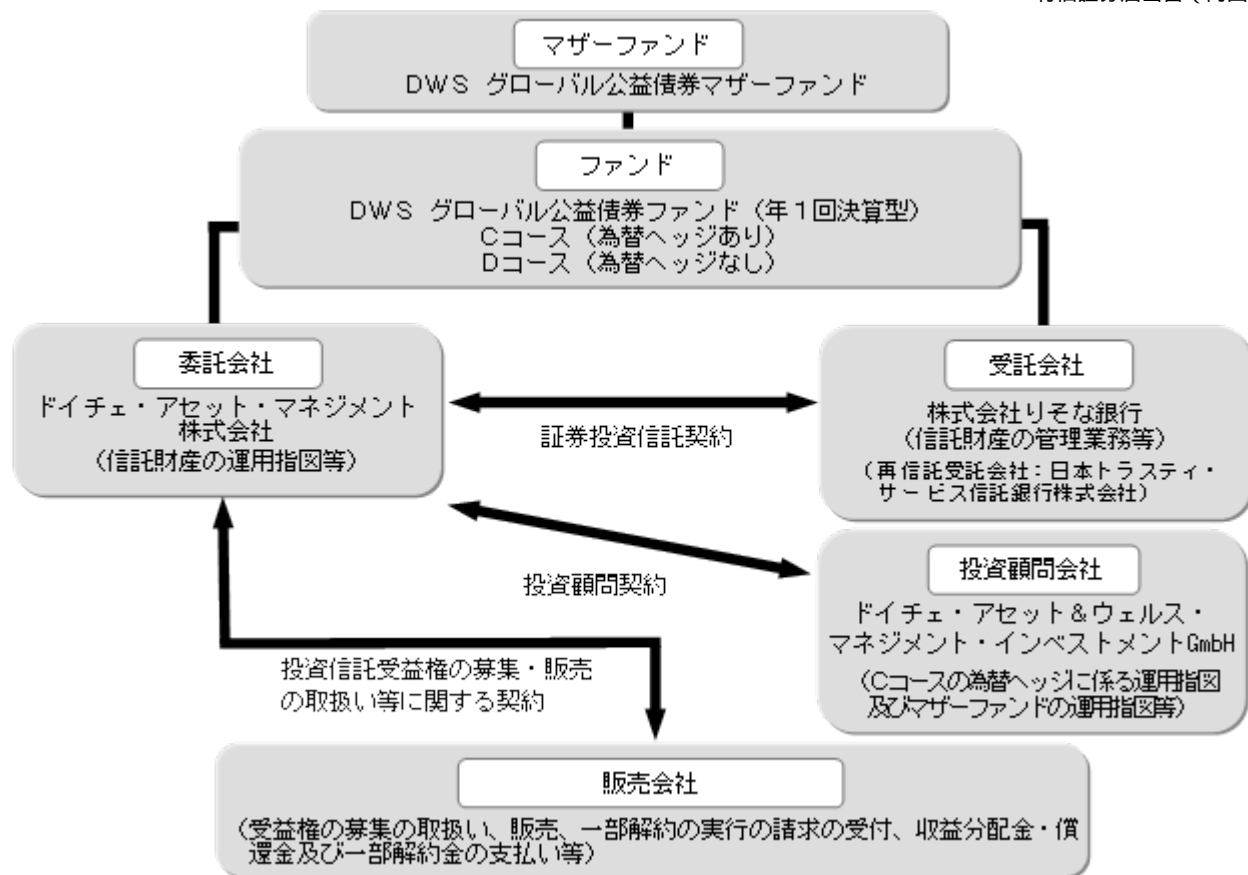 マザーファンド
DWS グローバル公益債券マザーファンド
ファンド
DWS グローバル公益債券ファンド（年１回決算型）
Cコース（為替ヘッジあり）
Dコース（為替ヘッジなし）
委託会社
ドイチェ・アセット・マネジメント
株式会社
（信託財産の運用指図等）
証券投資信託契約
受託会社
株式会社りそな銀行
（信託財産の管理業務等）
（再信託受託会社：日本トラスティ・
サービス信託銀行株式会社）
投資顧問契約
投資顧問会社
ドイチェ・アセット＆ウェルス・
マネジメント・インベストメントGmbH
（Cコースの為替ヘッジに係る運用指図
及びマザーファンドの運用指図等）
投資信託受益権の募集・販売
の取扱い等に関する契約
販売会社
（受益権の募集の取扱い、販売、一部解約の実行の請求の受付、収益分配金・償
還金及び一部解約金の支払い等）